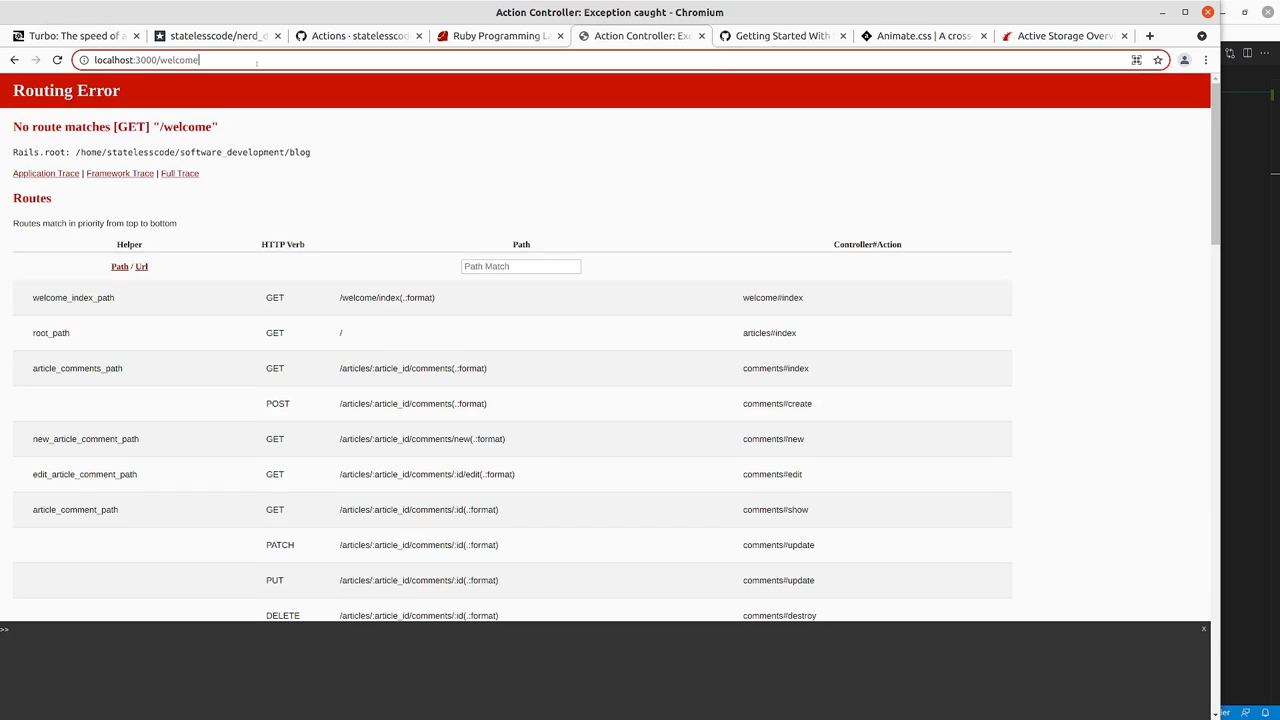 Action Controller: Exception caught - Chromium
Turbo: The speed of a
statelesscode/nerd_d
Actions · statelesscod
Ruby Programming La
Action Controller: Exc
Getting Started With
Animate.css | A cross
Active Storage Overvi
localhost:3000/welcome
Routing Error
No route matches [GET] "/welcome"
Rails.root: /home/statelesscode/software_development/blog
Application Trace | Framework Trace | Full Trace
Routes
Routes match in priority from top to bottom
Helper HTTP Verb Path Controller#Action
Path / Url Path Match
welcome_index_path GET /welcome/index(.:format) welcome#index
root_path GET / articles#index
article_comments_path GET /articles/:article_id/comments(.:format) comments#index
POST /articles/:article_id/comments(.:format) comments#create
new_article_comment_path GET /articles/:article_id/comments/new(.:format) comments#new
edit_article_comment_path GET /articles/:article_id/comments/:id/edit(.:format) comments#edit
article_comment_path GET /articles/:article_id/comments/:id(.:format) comments#show
PATCH /articles/:article_id/comments/:id(.:format) comments#update
PUT /articles/:article_id/comments/:id(.:format) comments#update
DELETE /articles/:article_id/comments/:id(.:format) comments#destroy
>> x
ier